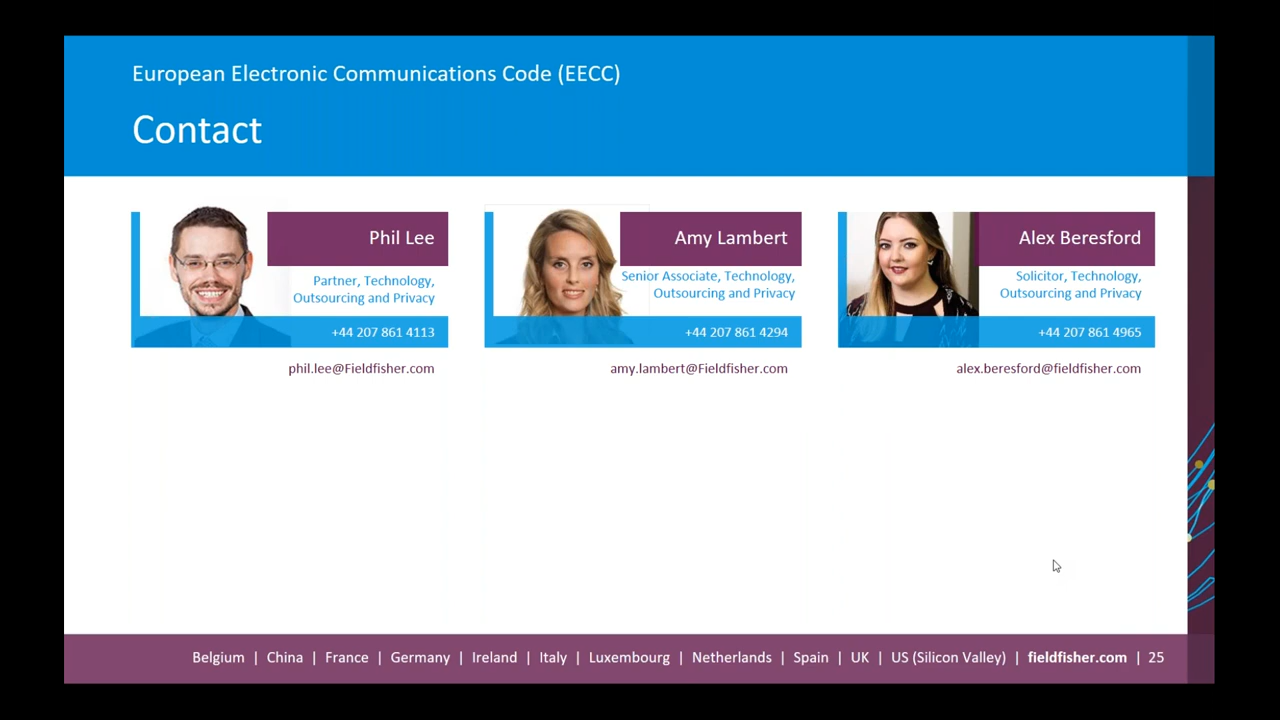 European Electronic Communications Code (EECC)
Contact
Phil Lee
Partner, Technology,
Outsourcing and Privacy
+44 207 861 4113
phil.lee@Fieldfisher.com
Amy Lambert
Senior Associate, Technology,
Outsourcing and Privacy
+44 207 861 4294
amy.lambert@Fieldfisher.com
Alex Beresford
Solicitor, Technology,
Outsourcing and Privacy
+44 207 861 4965
alex.beresford@fieldfisher.com
Belgium | China | France | Germany | Ireland | Italy | Luxembourg | Netherlands | Spain | UK | US (Silicon Valley) | fieldfisher.com | 25